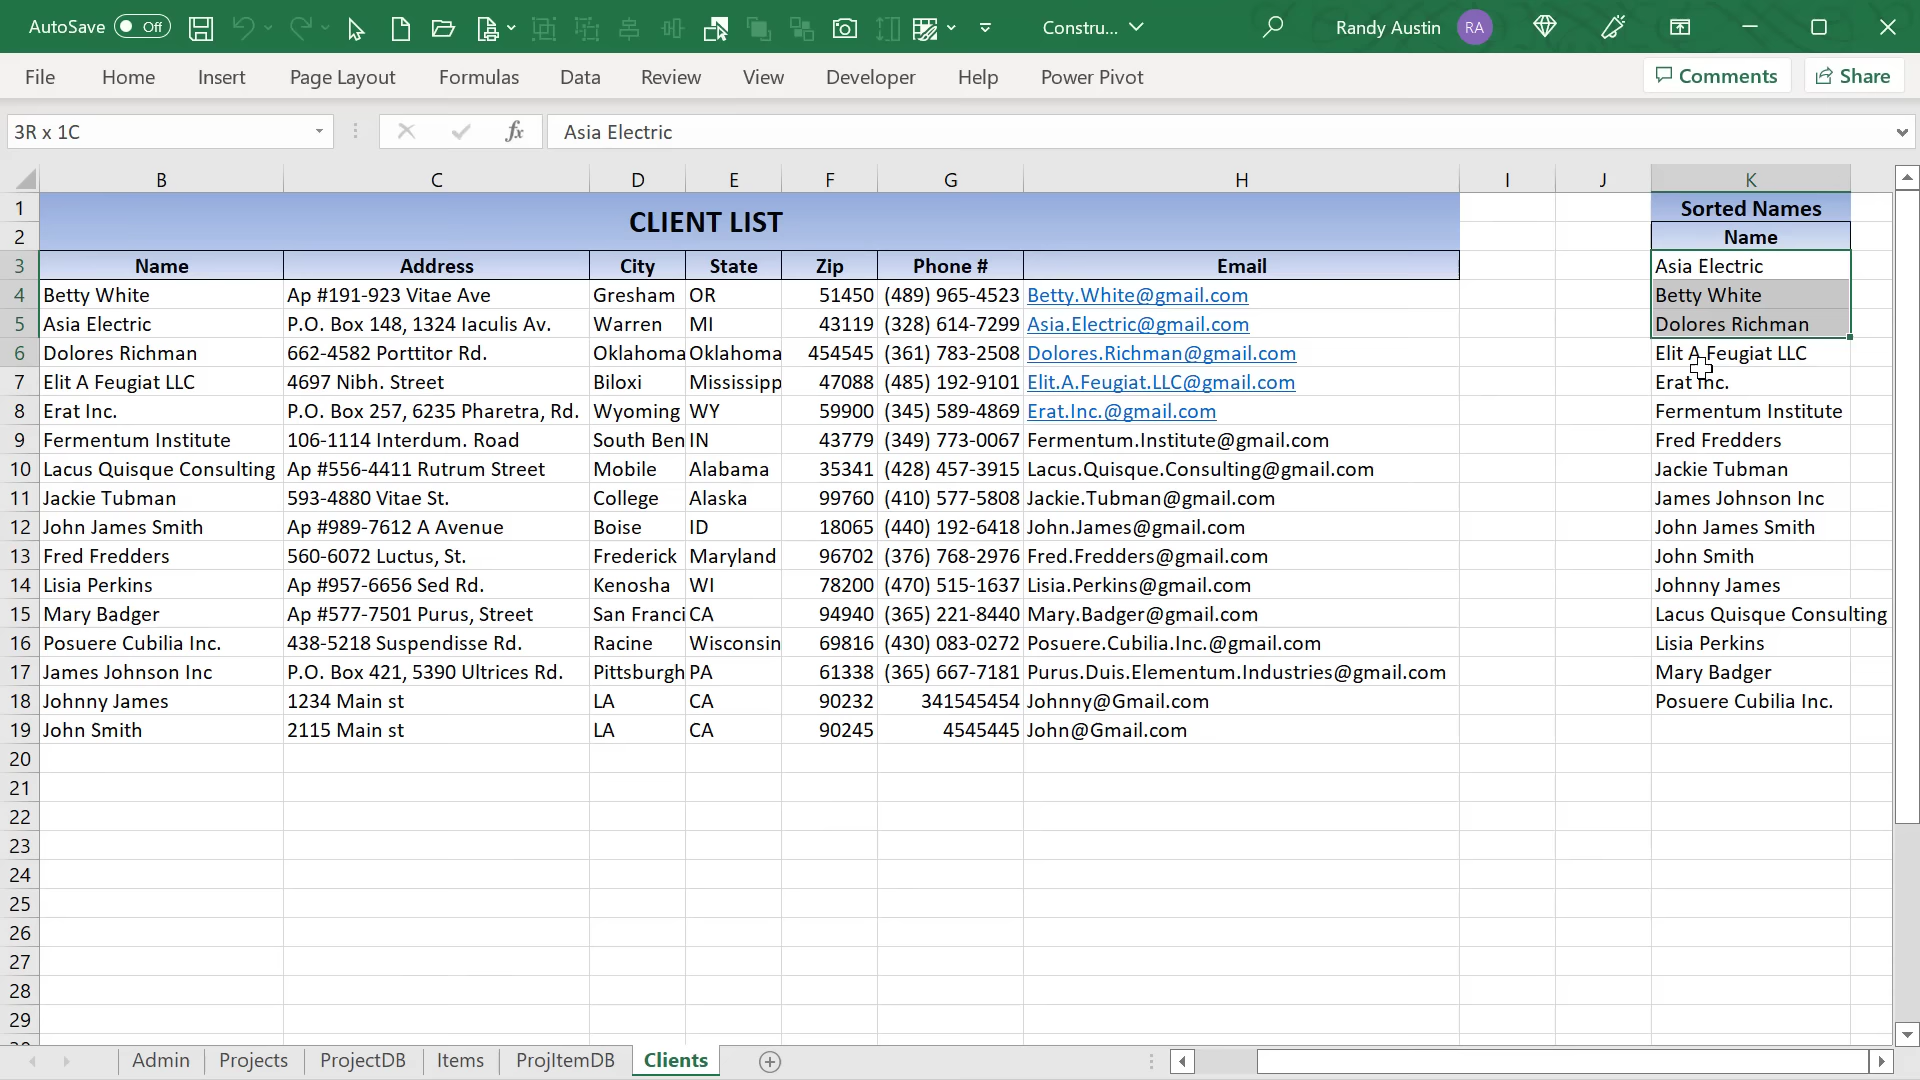 AutoSave Off Constru... Randy Austin RA
File Home Insert Page Layout Formulas Data Review View Developer Help Power Pivot Comments Share
3R x 1C fx Asia Electric
B C D E F G H I J K
1 CLIENT LIST Sorted Names
2 Name
3 Name Address City State Zip Phone # Email Asia Electric
4 Betty White Ap #191-923 Vitae Ave Gresham OR 51450 (489) 965-4523 Betty.White@gmail.com Betty White
5 Asia Electric P.O. Box 148, 1324 Iaculis Av. Warren MI 43119 (328) 614-7299 Asia.Electric@gmail.com Dolores Richman
6 Dolores Richman 662-4582 Porttitor Rd. Oklahoma Oklahoma 454545 (361) 783-2508 Dolores.Richman@gmail.com Elit A Feugiat LLC
7 Elit A Feugiat LLC 4697 Nibh. Street Biloxi Mississipp 47088 (485) 192-9101 Elit.A.Feugiat.LLC@gmail.com Erat Inc.
8 Erat Inc. P.O. Box 257, 6235 Pharetra, Rd. Wyoming WY 59900 (345) 589-4869 Erat.Inc.@gmail.com Fermentum Institute
9 Fermentum Institute 106-1114 Interdum. Road South Ben IN 43779 (349) 773-0067 Fermentum.Institute@gmail.com Fred Fredders
10 Lacus Quisque Consulting Ap #556-4411 Rutrum Street Mobile Alabama 35341 (428) 457-3915 Lacus.Quisque.Consulting@gmail.com Jackie Tubman
11 Jackie Tubman 593-4880 Vitae St. College Alaska 99760 (410) 577-5808 Jackie.Tubman@gmail.com James Johnson Inc
12 John James Smith Ap #989-7612 A Avenue Boise ID 18065 (440) 192-6418 John.James@gmail.com John James Smith
13 Fred Fredders 560-6072 Luctus, St. Frederick Maryland 96702 (376) 768-2976 Fred.Fredders@gmail.com John Smith
14 Lisia Perkins Ap #957-6656 Sed Rd. Kenosha WI 78200 (470) 515-1637 Lisia.Perkins@gmail.com Johnny James
15 Mary Badger Ap #577-7501 Purus, Street San Franci CA 94940 (365) 221-8440 Mary.Badger@gmail.com Lacus Quisque Consulting
16 Posuere Cubilia Inc. 438-5218 Suspendisse Rd. Racine Wisconsin 69816 (430) 083-0272 Posuere.Cubilia.Inc.@gmail.com Lisia Perkins
17 James Johnson Inc P.O. Box 421, 5390 Ultrices Rd. Pittsburgh PA 61338 (365) 667-7181 Purus.Duis.Elementum.Industries@gmail.com Mary Badger
18 Johnny James 1234 Main st LA CA 90232 341545454 Johnny@Gmail.com Posuere Cubilia Inc.
19 John Smith 2115 Main st LA CA 90245 4545445 John@Gmail.com
20
21
22
23
24
25
26
27
28
29
Admin Projects ProjectDB Items ProjItemDB Clients